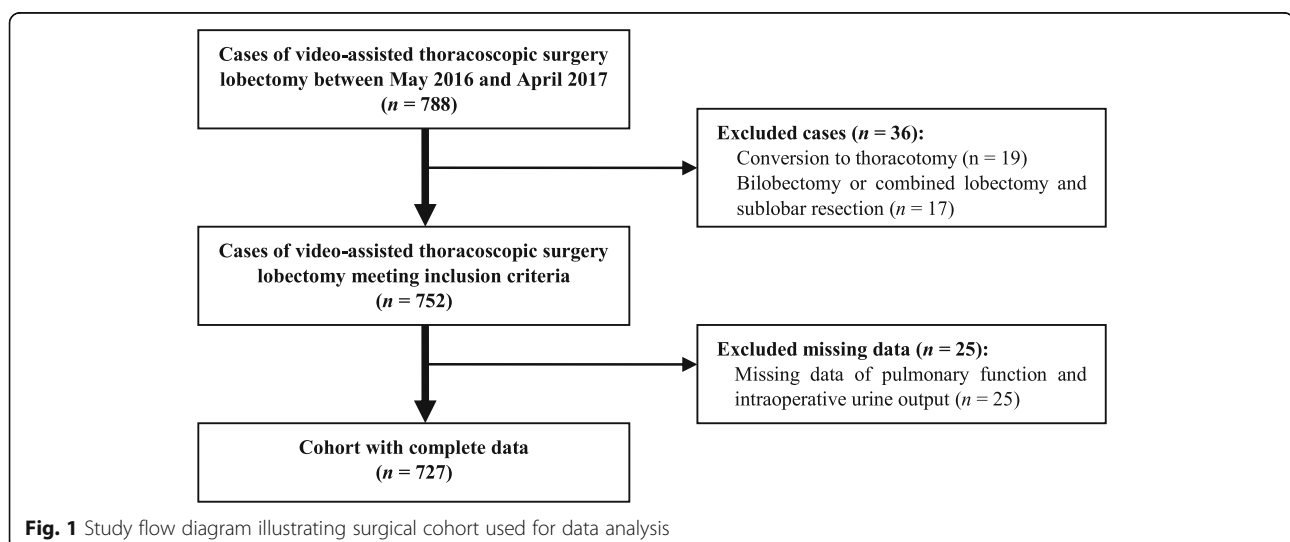 Cases of video-assisted thoracoscopic surgery
lobectomy between May 2016 and April 2017
(n = 788)
Excluded cases (n = 36):
Conversion to thoracotomy (n = 19)
Bilobectomy or combined lobectomy and
sublobar resection (n = 17)
Cases of video-assisted thoracoscopic surgery
lobectomy meeting inclusion criteria
(n = 752)
Excluded missing data (n = 25):
Missing data of pulmonary function and
intraoperative urine output (n = 25)
Cohort with complete data
(n = 727)
Fig. 1 Study flow diagram illustrating surgical cohort used for data analysis